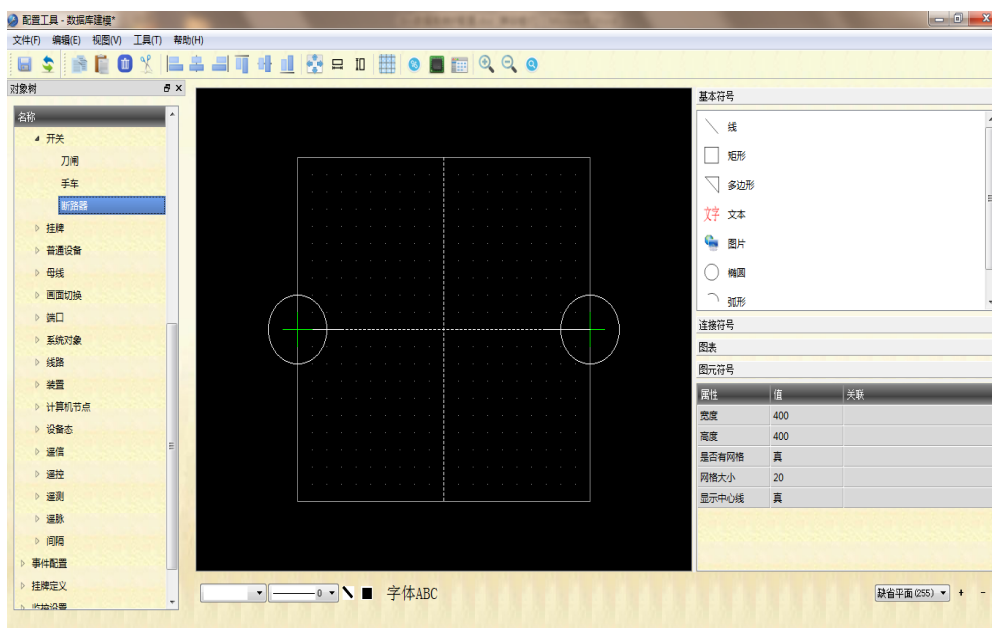 配置工具 - 数据库建模*
文件(F) 编辑(E) 视图(V) 工具(T) 帮助(H)
对象树
名称
开关
刀闸
手车
断路器
挂牌
普通设备
母线
画面切换
端口
系统对象
线路
装置
计算机节点
设备态
遥信
遥控
遥测
遥脉
间隔
事件配置
挂牌定义
基本符号
线
矩形
多边形
文字 文本
图片
椭圆
弧形
连接符号
图表
图元符号
属性 值 关联
宽度 400
高度 400
是否有网格 真
网格大小 20
显示中心线 真
0 字体ABC
缺省平面(255) + -